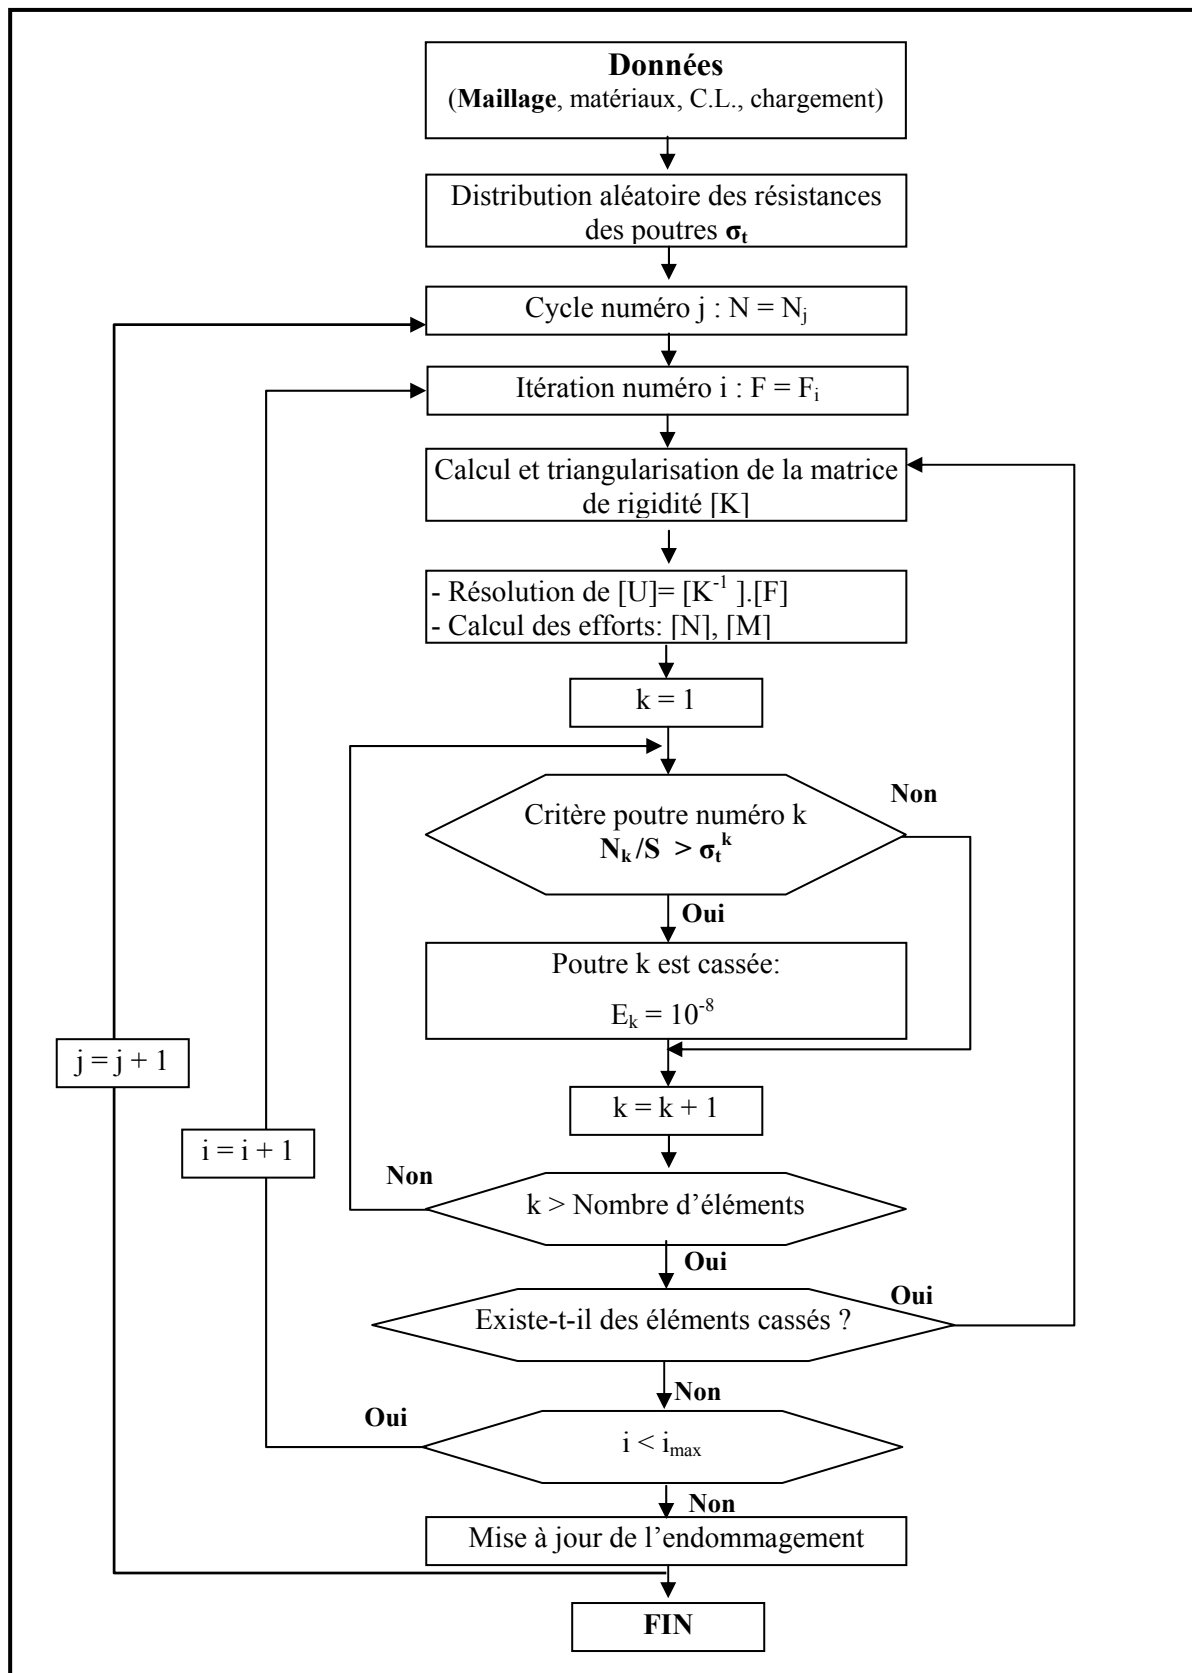 Données
(Maillage, matériaux, C.L., chargement)
Distribution aléatoire des résistances
des poutres σt
Cycle numéro j : N = Nj
Itération numéro i : F = Fi
Calcul et triangularisation de la matrice
de rigidité [K]
- Résolution de [U]= [K-1 ].[F]
- Calcul des efforts: [N], [M]
k = 1
Critère poutre numéro k
Nk /S > σt k
Non
Oui
Poutre k est cassée:
Ek = 10-8
j = j + 1
k = k + 1
i = i + 1
Non
k > Nombre d’éléments
Oui
Existe-t-il des éléments cassés ?
Oui
Non
Oui
i < imax
Non
Mise à jour de l’endommagement
FIN